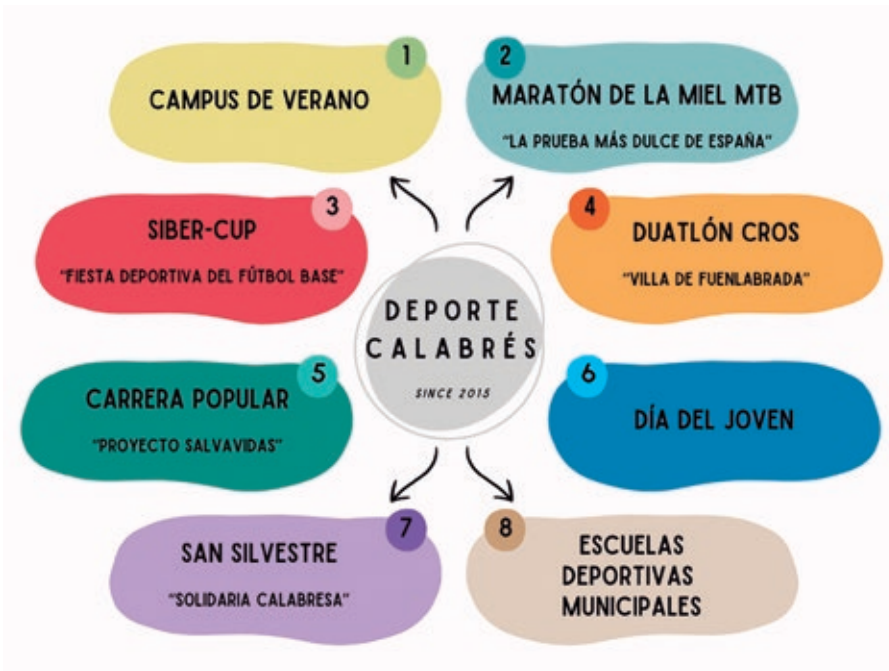 1
CAMPUS DE VERANO
2
MARATÓN DE LA MIEL MTB
"LA PRUEBA MÁS DULCE DE ESPAÑA"
3
SIBER-CUP
"FIESTA DEPORTIVA DEL FÚTBOL BASE"
4
DUATLÓN CROS
"VILLA DE FUENLABRADA"
DEPORTE
CALABRÉS
SINCE 2015
5
CARRERA POPULAR
"PROYECTO SALVAVIDAS"
6
DÍA DEL JOVEN
7
SAN SILVESTRE
"SOLIDARIA CALABRESA"
8
ESCUELAS
DEPORTIVAS
MUNICIPALES